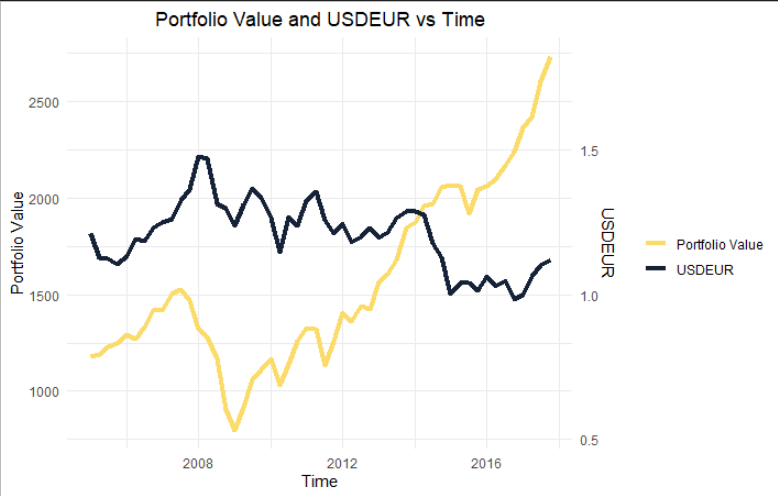 Portfolio Value and USDEUR vs Time
Portfolio Value
2500
2000
1500
1000
1.5
1.0
0.5
USDEUR
2008
2012
2016
Time
Portfolio Value
USDEUR